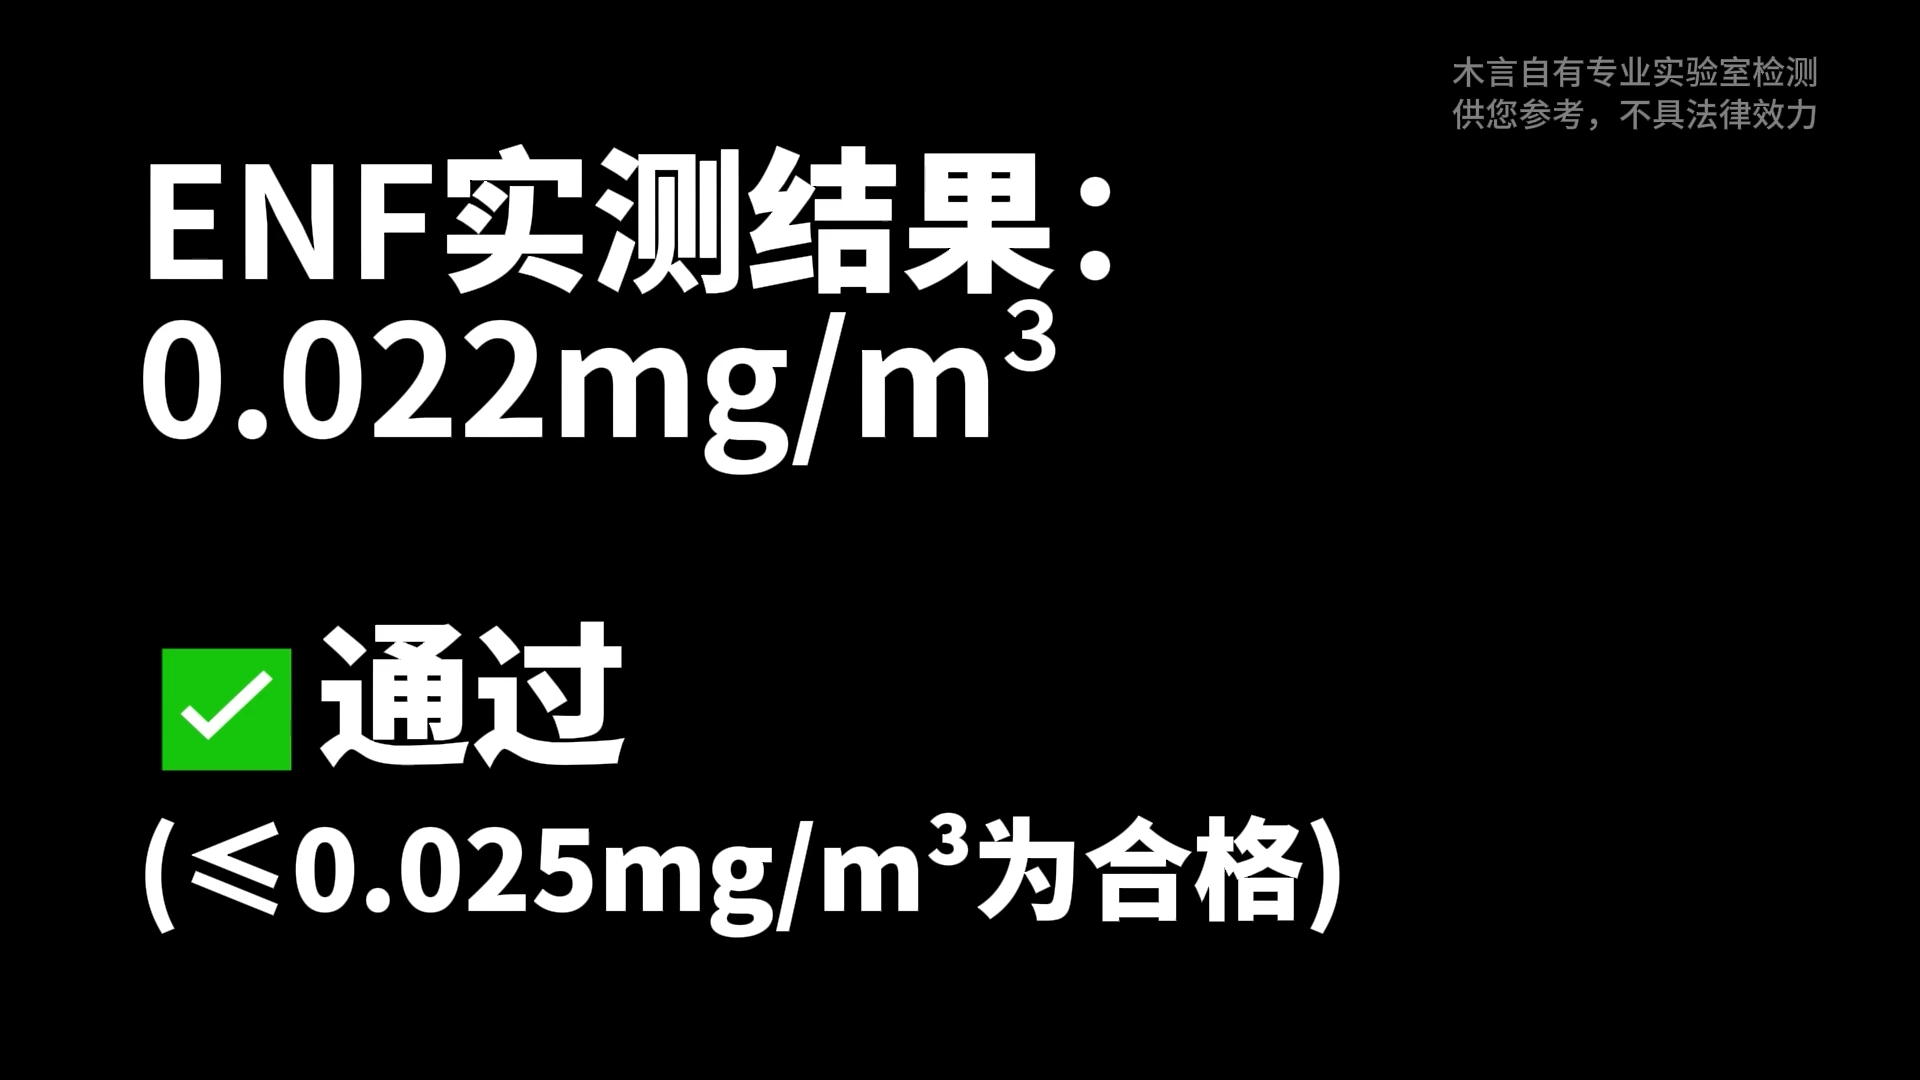 木言自有专业实验室检测
供您参考，不具法律效力
ENF实测结果：
0.022mg/m³
✅通过
(≤0.025mg/m³为合格)